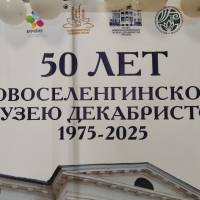 50 ЛЕТ
ОВОСЕЛЕНГИНСКО
УЗЕЮ ДЕКАБРИСТО
1975-2025